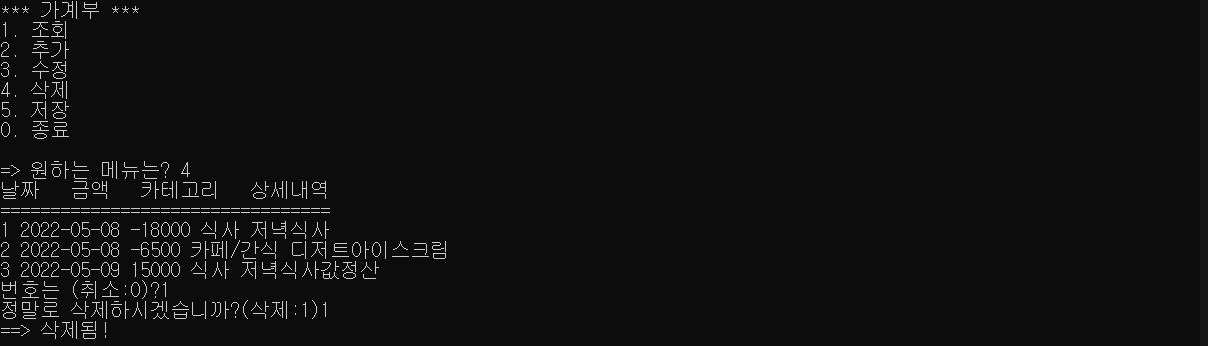 *** 가계부 ***
1. 조회
2. 추가
3. 수정
4. 삭제
5. 저장
0. 종료
=> 원하는 메뉴는? 4
날짜   금액   카테고리   상세내역
=================================
1 2022-05-08 -18000 식사 저녁식사
2 2022-05-08 -6500 카페/간식 디저트아이스크림
3 2022-05-09 15000 식사 저녁식사값정산
번호는 (취소:0)?1
정말로 삭제하시겠습니까?(삭제:1)1
==> 삭제됨!